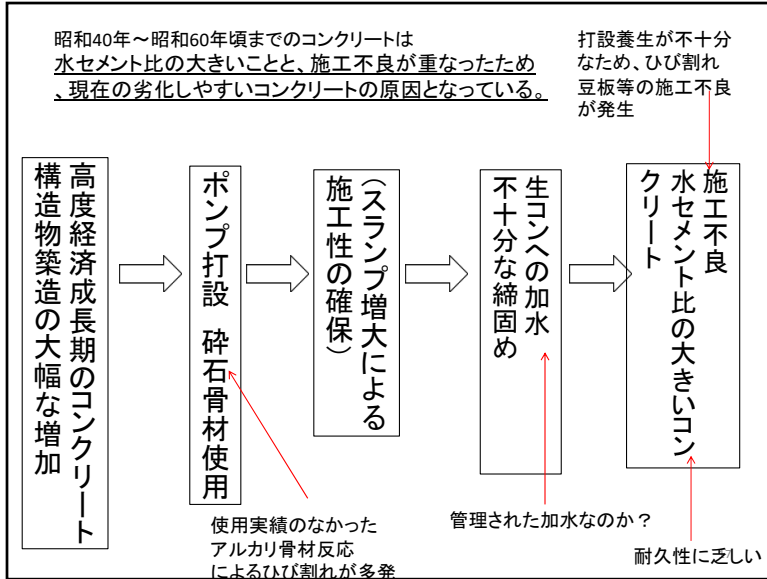 昭和40年～昭和60年頃までのコンクリートは
水セメント比の大きいことと、施工不良が重なったため
、現在の劣化しやすいコンクリートの原因となっている。
打設養生が不十分
なため、ひび割れ
豆板等の施工不良
が発生
高度経済成長期のコンクリート
構造物築造の大幅な増加
ポンプ打設 砕石骨材使用
（スランプ増大による
施工性の確保）
生コンへの加水
不十分な締固め
施工不良
水セメント比の大きいコン
クリート
使用実績のなかった
アルカリ骨材反応
によるひび割れが多発
管理された加水なのか？
耐久性に乏しい